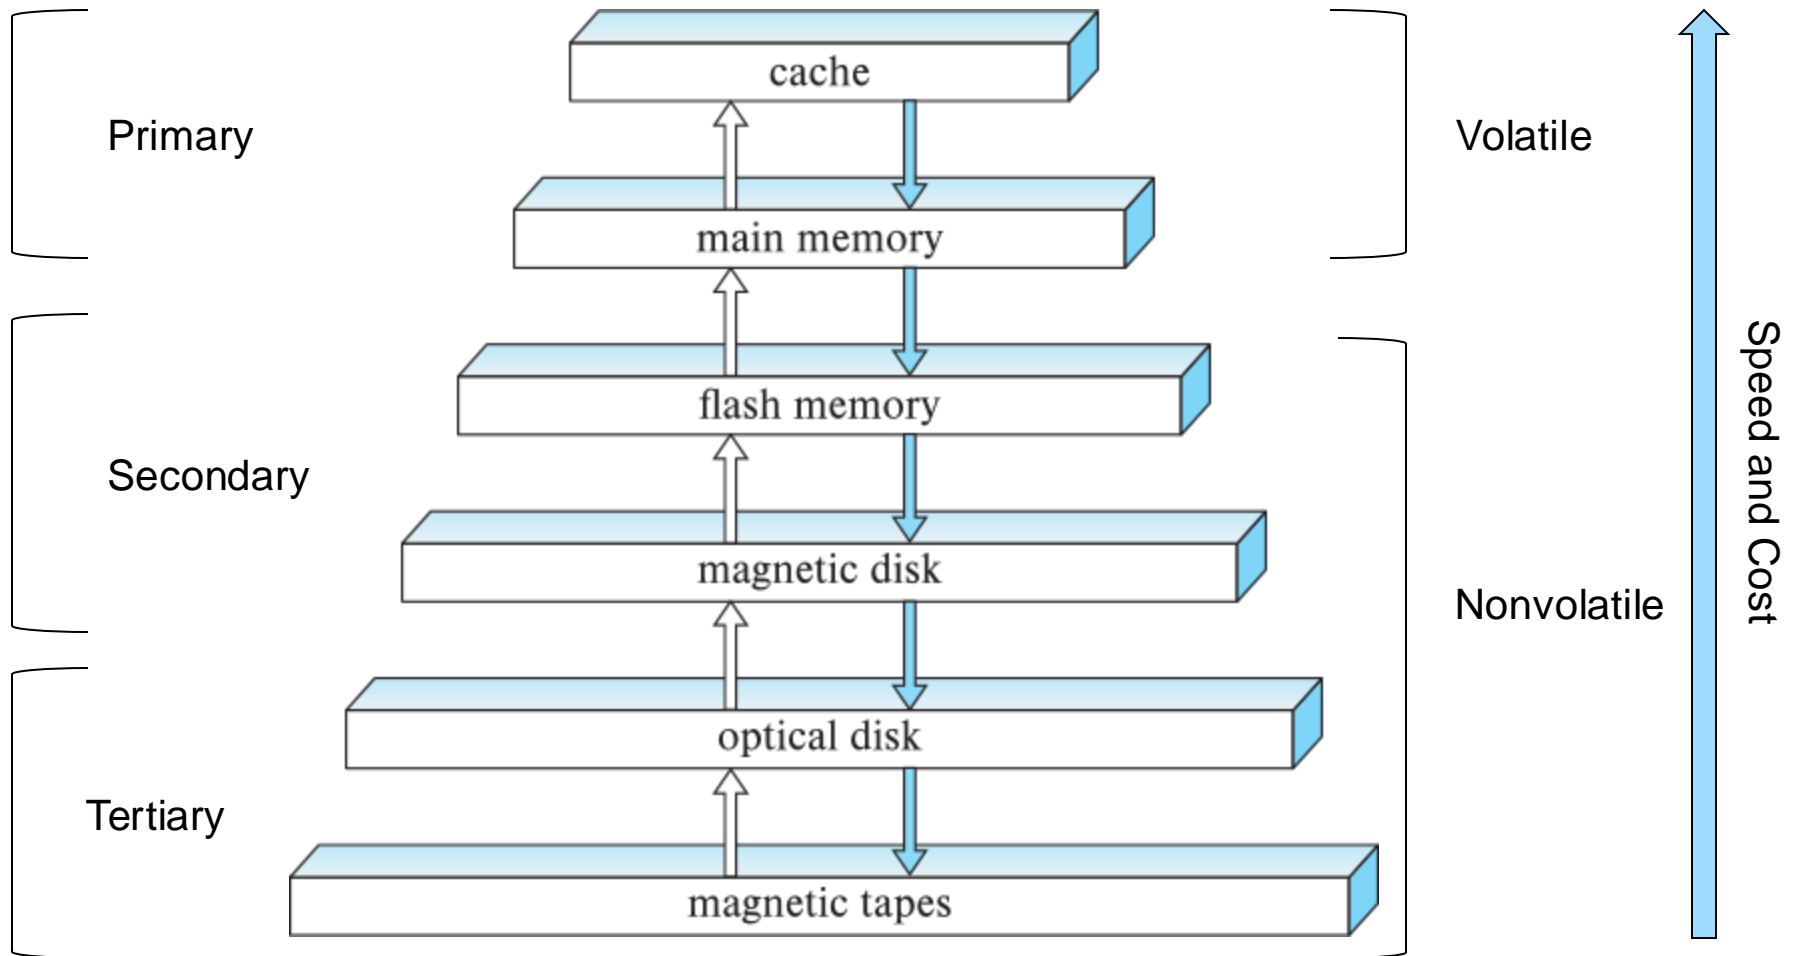 cache
Primary
Volatile
main memory
flash memory
Secondary
Speed and Cost
magnetic disk
Nonvolatile
optical disk
Tertiary
magnetic tapes